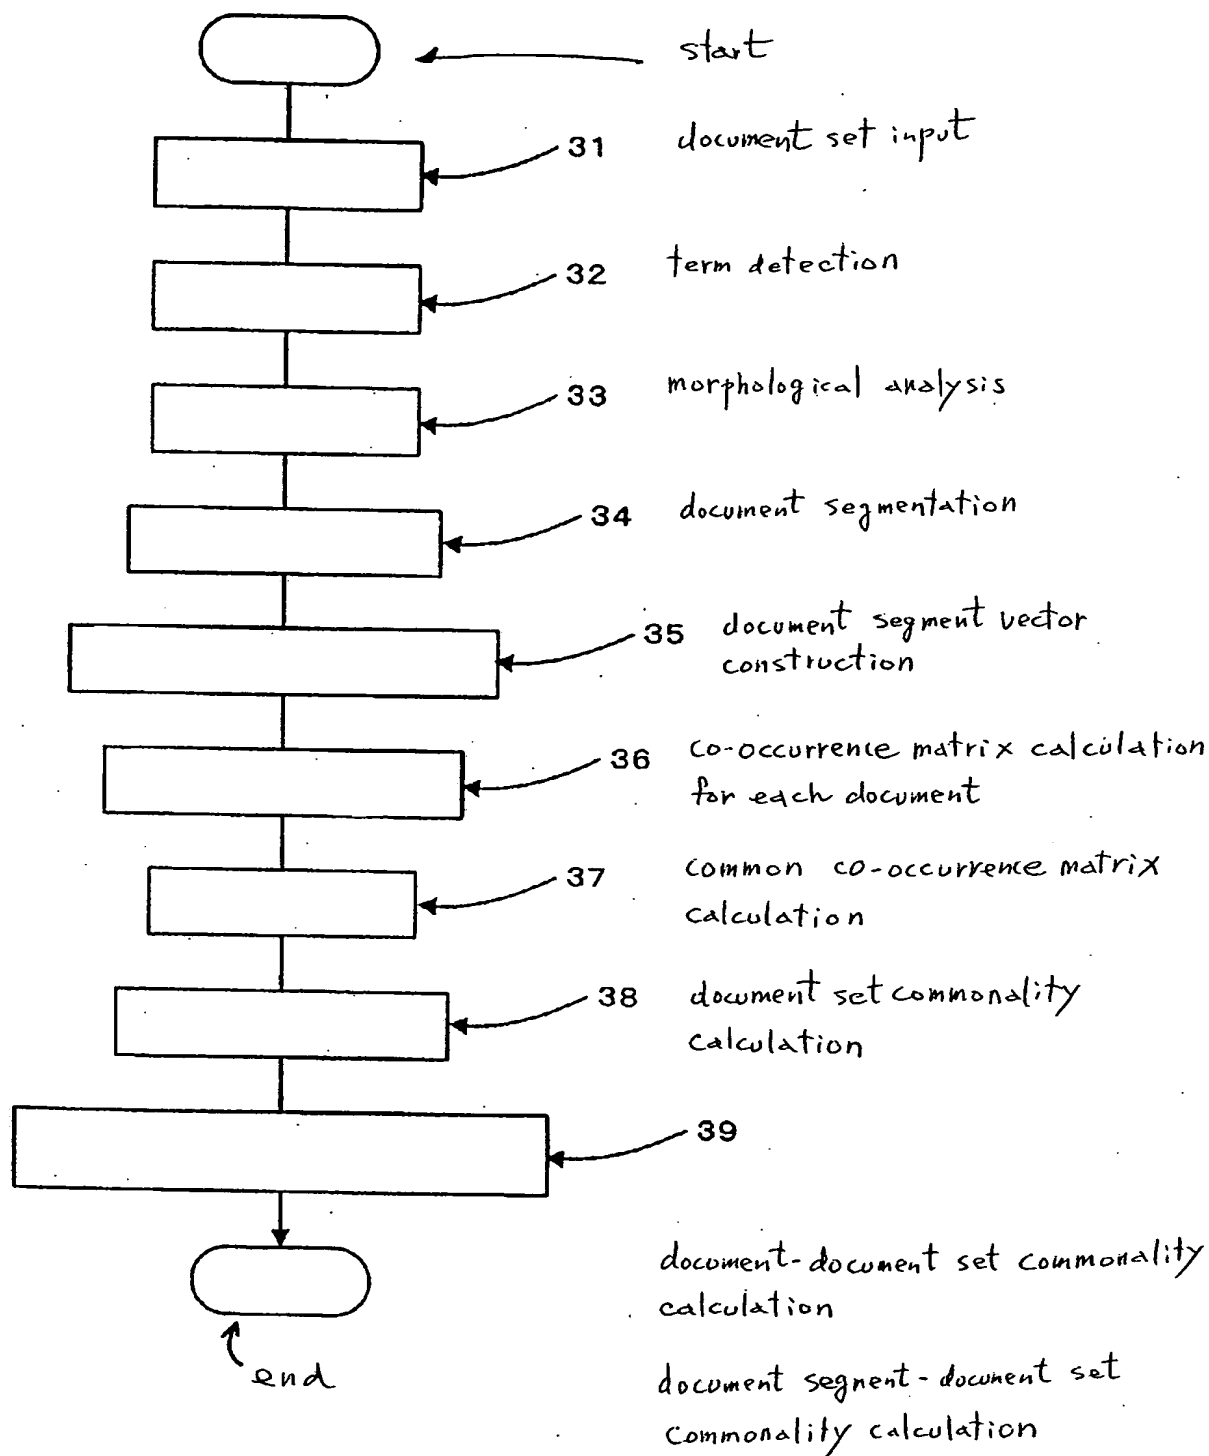 start
31 document set input
32 term detection
33 morphological analysis
34 document segmentation
35 document segment vector
construction
36 co-occurrence matrix calculation
for each document
37 common co-occurrence matrix
calculation
38 document set commonality
calculation
39
document-document set commonality
calculation
end
document segnent-document set
commonality calculation